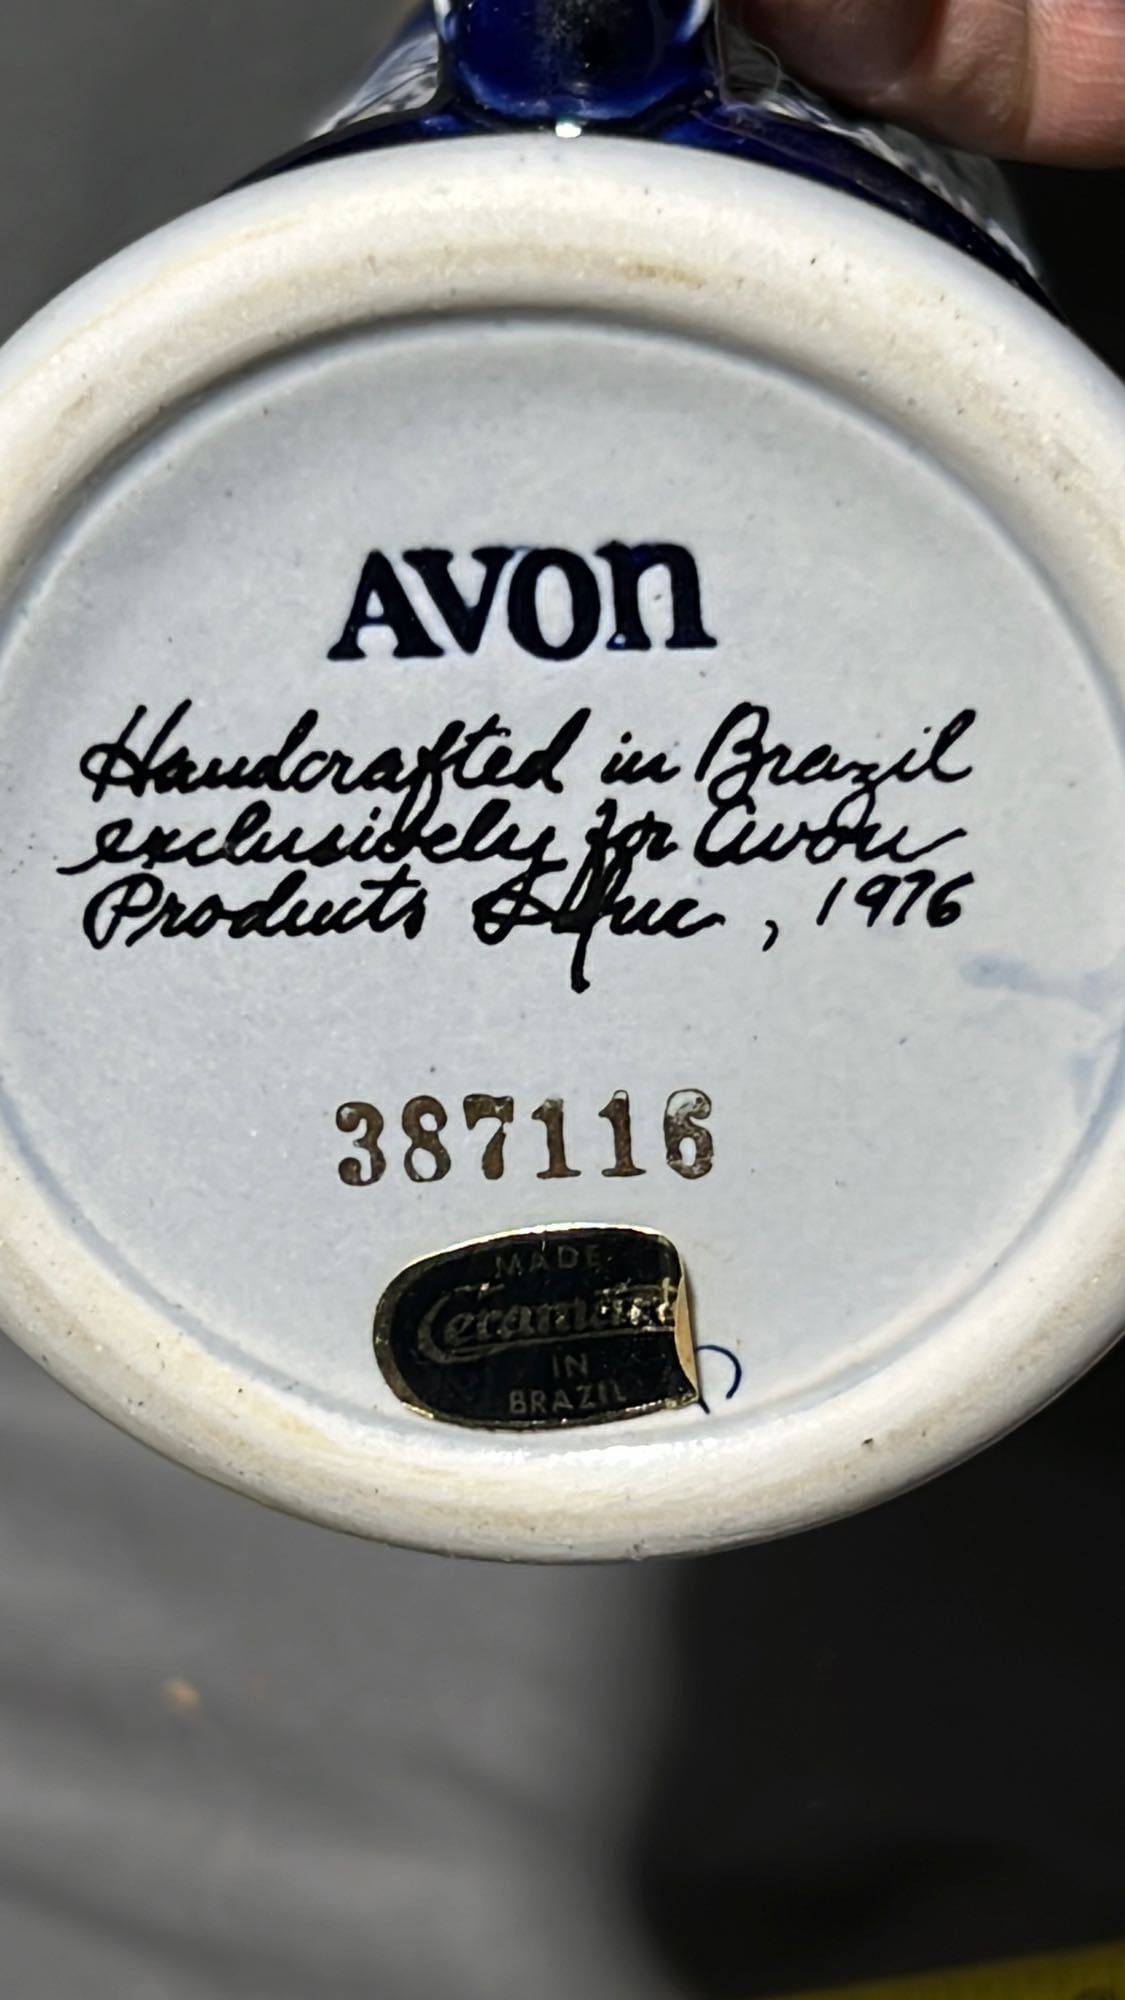 AVON
Handcrafted in Brazil
exclusively for Avon
Products Inc , 1976
387116
MADE
Ceramarte
IN
BRAZIL